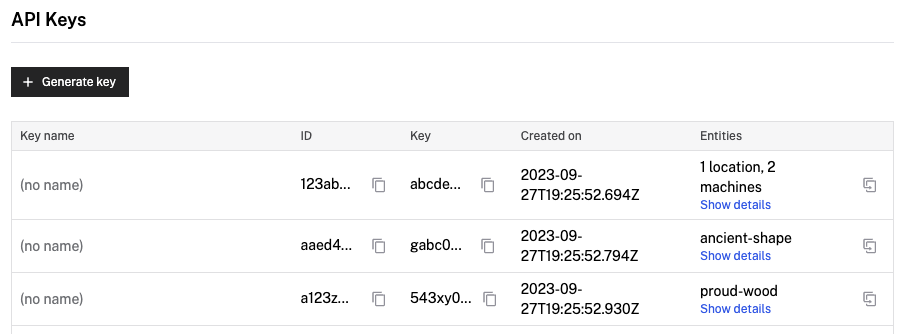 API Keys
+ Generate key
Key name ID Key Created on Entities
(no name) 123ab... abcde... 2023-09-27T19:25:52.694Z 1 location, 2 machines
Show details
(no name) aaed4... gabc0... 2023-09-27T19:25:52.794Z ancient-shape
Show details
(no name) a123z... 543xy0... 2023-09-27T19:25:52.930Z proud-wood
Show details